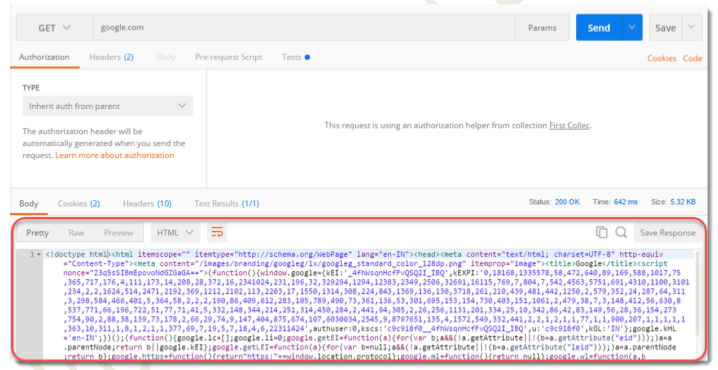 GET google.com Params Send Save
Authorization Headers (2) Body Pre-request Script Tests Cookies Code
TYPE
Inherit auth from parent
The authorization header will be
automatically generated when you send the
request. Learn more about authorization
This request is using an authorization helper from collection First Collec.
Body Cookies (2) Headers (10) Test Results (1/1) Status: 200 OK Time: 642 ms Size: 5.32 KB
Pretty Raw Preview HTML Save Response
1 <!doctype html><html itemscope="" itemtype="http://schema.org/WebPage" lang="en-IN"><head><meta content="text/html; charset=UTF-8" http-equiv
="Content-Type"><meta content="/images/branding/googleg/1x/googleg_standard_color_128dp.png" itemprop="image"><title>Google</title><script
(function(){window.google={kEI:
,365,717,176,4,111,173,14,208,28,372,16,2324024,231,196,32,329294,1294,12383,2349,2506,32691,16115,769,7,804,7,542,4563,5751,691,4310,1100,3101
,234,2,2,1624,514,2471,2192,369,1212,2102,113,2203,17,1550,1314,308,224,843,1369,136,130,3718,261,210,439,481,442,1250,2,579,352,24,287,64,311
,3,298,584,466,401,5,364,58,2,2,2,190,86,409,612,283,105,789,490,73,361,136,53,301,695,153,154,730,403,151,1061,2,479,38,7,3,148,412,56,630,8
,537,771,66,196,722,51,77,71,41,5,332,148,344,214,251,314,450,284,2,441,94,305,2,26,256,1131,201,334,25,10,342,86,42,83,149,56,28,36,154,273
,754,90,2,88,38,139,73,178,2,66,29,74,9,147,404,875,674,107,6030034,2545,9,8797651,135,4,1572,549,332,441,2,2,1,2,1,1,77,1,1,900,207,1,1,1,1,1
,363,10,311,1,8,1,2,1,1,377,69,7,19,5,7,18,4,6,22311424',authuser:0,kscs:'c9c918f0__4fhWsqnHcfFvQSQ2I_IBQ',u:'c9c918f0',kGL:'IN'};google.kHL
='en-IN';})();(function(){google.lc=[];google.li=0;google.getEI=function(a){for(var b;a&&(!a.getAttribute||!(b=a.getAttribute("eid")));)a=a
.parentNode;return b||google.kEI};google.getLEI=function(a){for(var b=null;a&&(!a.getAttribute||!(b=a.getAttribute("leid")));)a=a.parentNode
;return b};google.https=function(){return"https:"==window.location.protocol};google.ml=function(){return null};google.wl=function(a,b